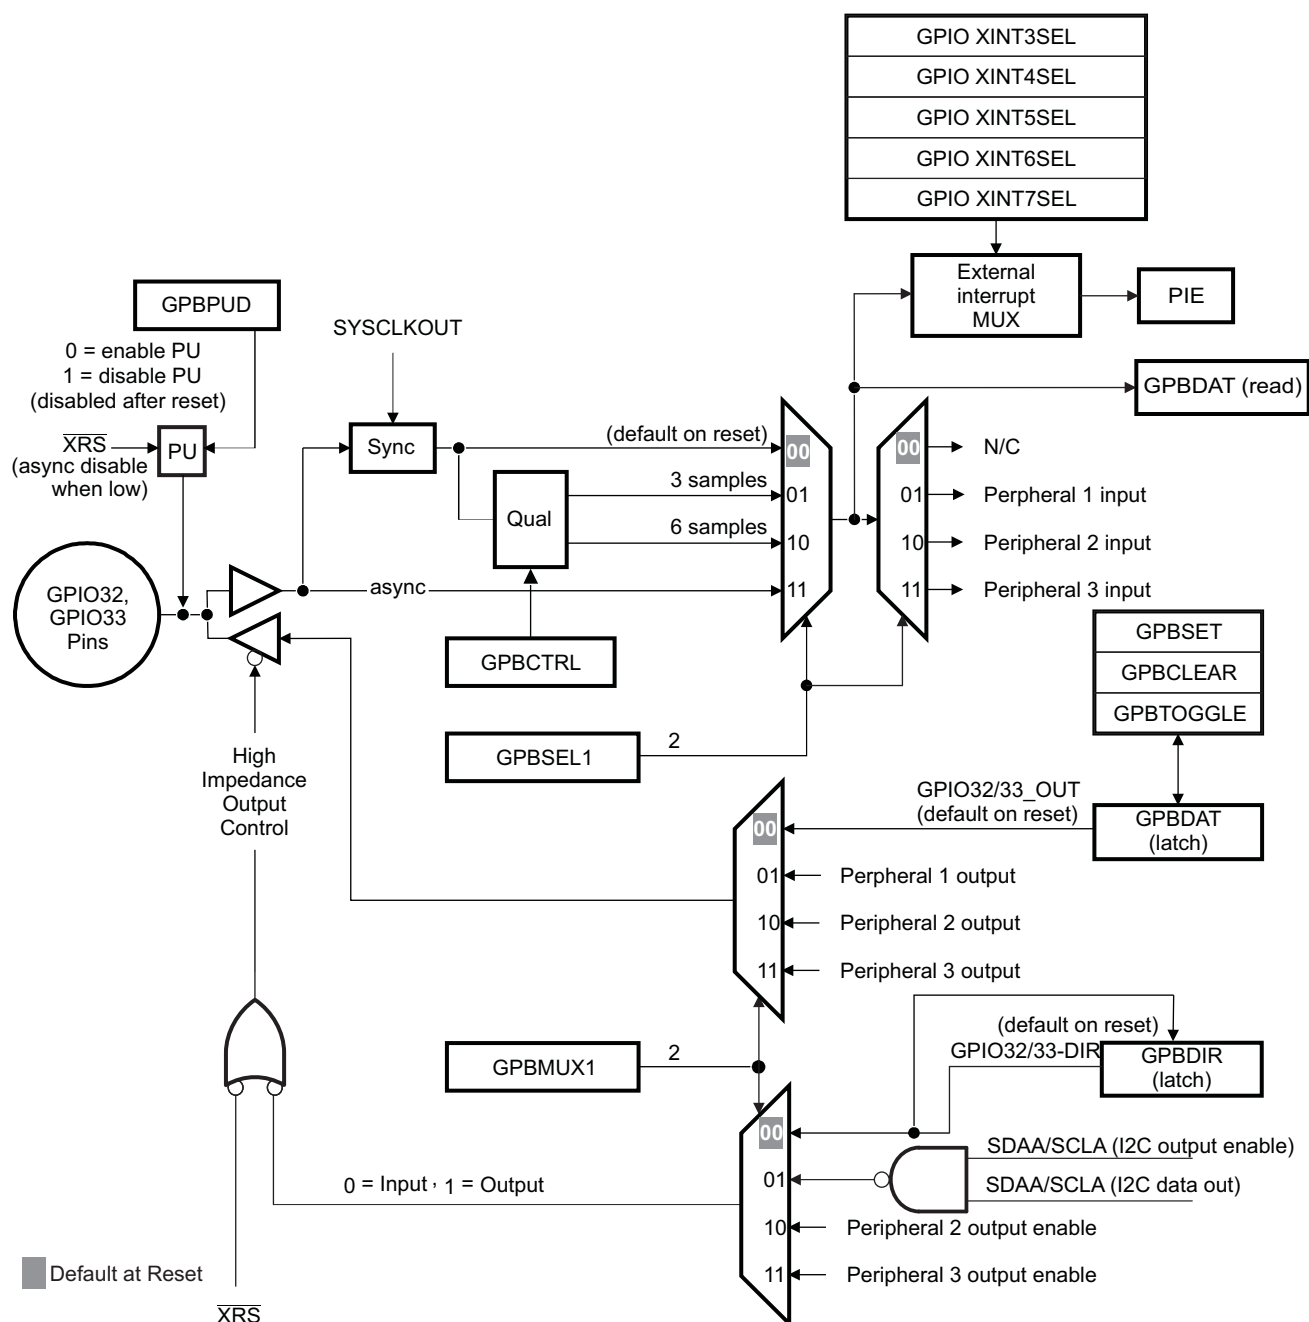 GPIO XINT3SEL
GPIO XINT4SEL
GPIO XINT5SEL
GPIO XINT6SEL
GPIO XINT7SEL
External
interrupt
MUX
PIE
GPBPUD
0 = enable PU
1 = disable PU
(disabled after reset)
SYSCLKOUT
GPBDAT (read)
XRS
(async disable
when low)
PU
Sync
(default on reset)
3 samples
6 samples
Qual
async
00
01
10
11
00
01
10
11
N/C
Perpheral 1 input
Peripheral 2 input
Peripheral 3 input
GPIO32,
GPIO33
Pins
GPBCTRL
GPBSET
GPBCLEAR
GPBTOGGLE
GPBSEL1
2
High
Impedance
Output
Control
GPIO32/33_OUT
(default on reset)
GPBDAT
(latch)
00
01
10
11
Perpheral 1 output
Peripheral 2 output
Peripheral 3 output
GPBMUX1
2
(default on reset)
GPIO32/33-DIR
GPBDIR
(latch)
00
01
10
11
SDAA/SCLA (I2C output enable)
SDAA/SCLA (I2C data out)
Peripheral 2 output enable
Peripheral 3 output enable
0 = Input, 1 = Output
Default at Reset
XRS